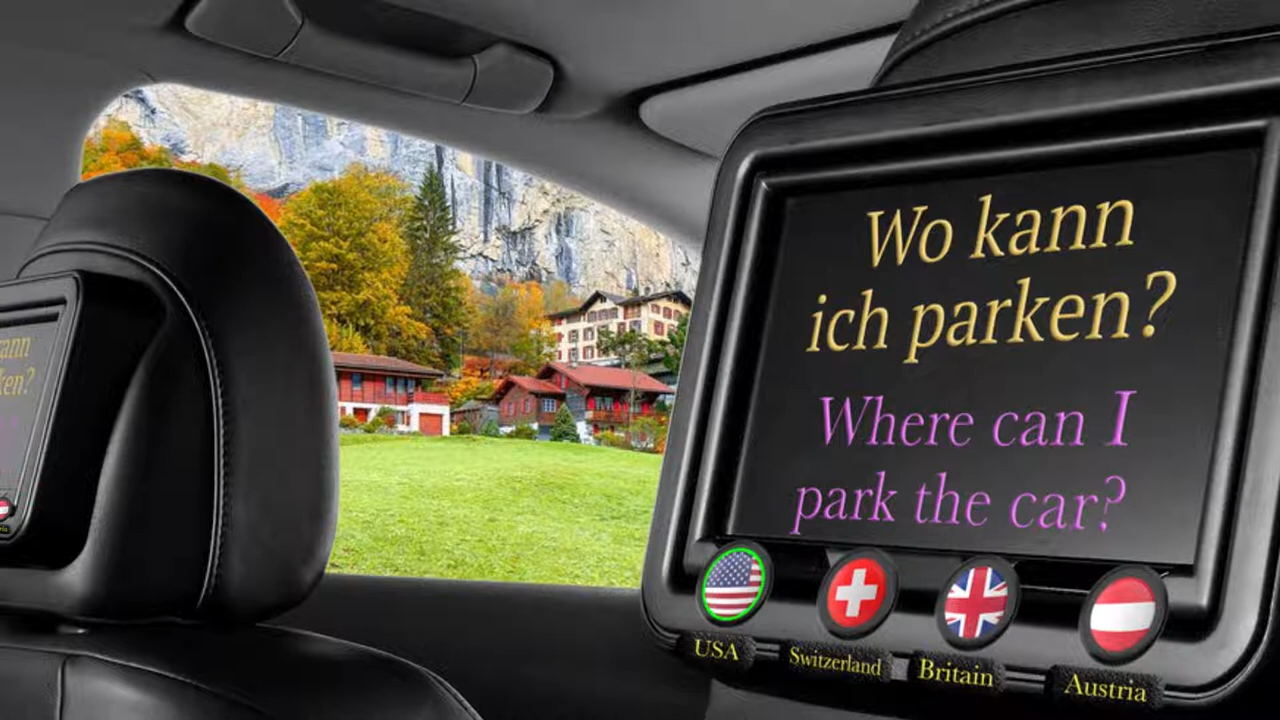 Wo kann
ich parken?
Where can I
park the car?
USA
Switzerland
Britain
Austria